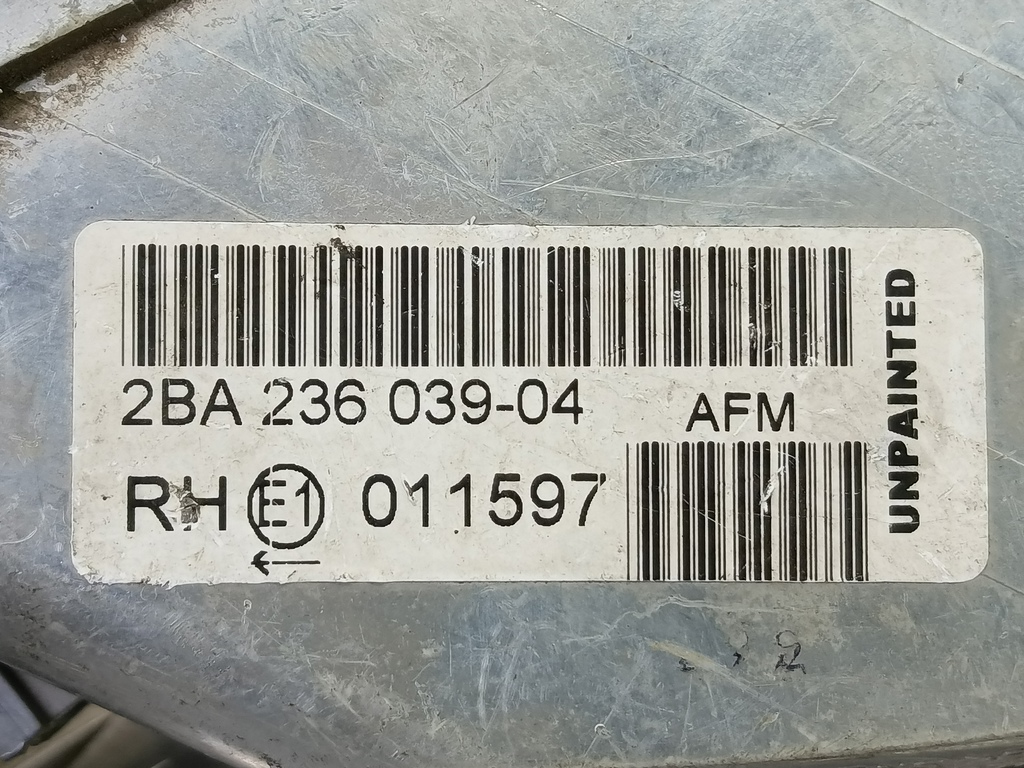 2BA 236 039-04
AFM
RH E1 011597
UNPAINTED